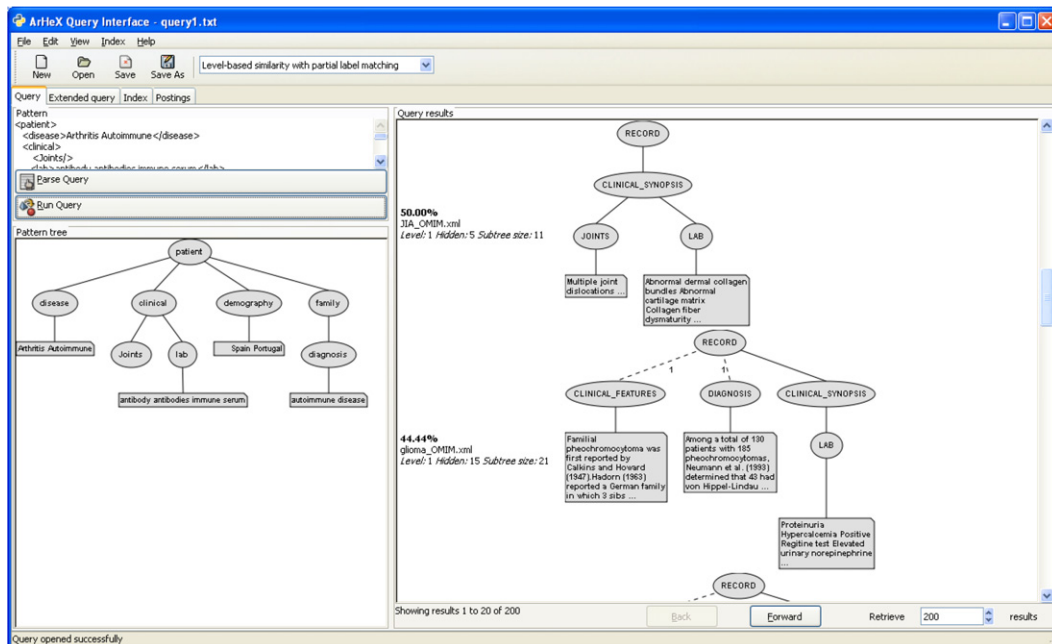 ArHeX Query Interface - query1.txt
File Edit View Index Help
New Open Save Save As
Level-based similarity with partial label matching
Query Extended query Index Postings
Pattern
<patient>
<disease>Arthritis Autoimmune</disease>
<clinical>
<Joints/>
<lab>antibody antibodies immune serum</lab>
Parse Query
Run Query
Pattern tree
patient
disease clinical demography family
Arthritis Autoimmune Joints lab Spain Portugal diagnosis
antibody antibodies immune serum autoimmune disease
Query results
RECORD
CLINICAL_SYNOPSIS
50.00%
JIA_OMIM.xml
Level: 1 Hidden: 5 Subtree size: 11
JOINTS LAB
Multiple joint
dislocations ...
Abnormal dermal collagen
bundles Abnormal
cartilage matrix
Collagen fiber
dysmaturity ...
RECORD
1 1
CLINICAL_FEATURES DIAGNOSIS CLINICAL_SYNOPSIS
44.44%
glioma_OMIM.xml
Level: 1 Hidden: 15 Subtree size: 21
Familial
pheochromocytoma was
first reported by
Calkins and Howard
(1947).Hadorn (1963)
reported a German family
in which 3 sibs ...
Among a total of 130
patients with 185
pheochromocytomas,
Neumann et al. (1993)
determined that 43 had
von Hippel-Lindau ...
LAB
Proteinuria
Hypercalcemia Positive
Regitine test Elevated
urinary norepinephrine
...
RECORD
Showing results 1 to 20 of 200
Back Forward Retrieve 200 results
Query opened successfully